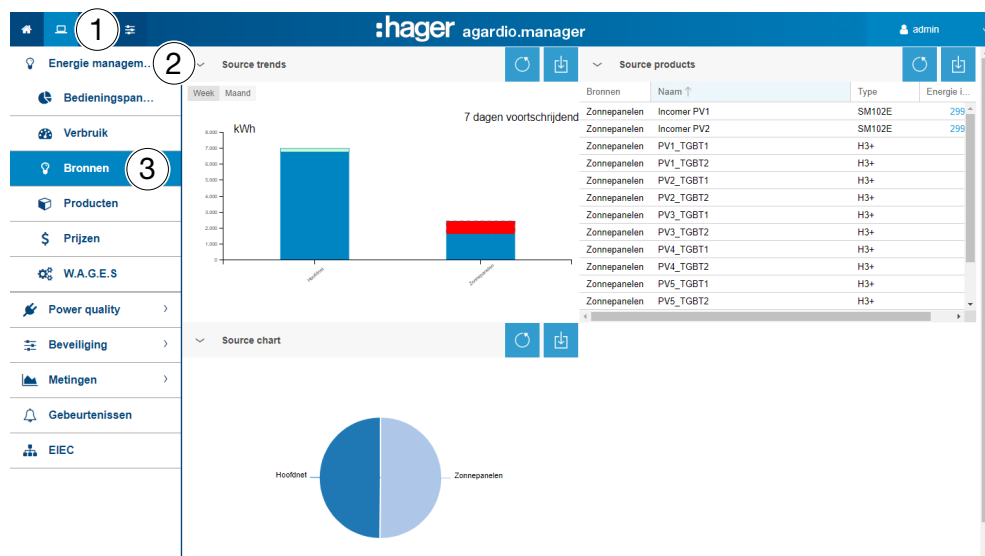 1
:hager agardio.manager
admin
Energie managem...
2
Bedieningspan...
Verbruik
Bronnen
3
Producten
Prijzen
W.A.G.E.S
Power quality
Beveiliging
Metingen
Gebeurtenissen
EIEC
Source trends
Week Maand
7 dagen voortschrijdend
kWh
8.000
7.000
6.000
5.000
4.000
3.000
2.000
1.000
0
Hoofdnet
Zonnepanelen
Source products
Bronnen Naam Type Energie i...
Zonnepanelen Incomer PV1 SM102E 299
Zonnepanelen Incomer PV2 SM102E 299
Zonnepanelen PV1_TGBT1 H3+
Zonnepanelen PV1_TGBT2 H3+
Zonnepanelen PV2_TGBT1 H3+
Zonnepanelen PV2_TGBT2 H3+
Zonnepanelen PV3_TGBT1 H3+
Zonnepanelen PV3_TGBT2 H3+
Zonnepanelen PV4_TGBT1 H3+
Zonnepanelen PV4_TGBT2 H3+
Zonnepanelen PV5_TGBT1 H3+
Zonnepanelen PV5_TGBT2 H3+
Source chart
Hoofdnet
Zonnepanelen